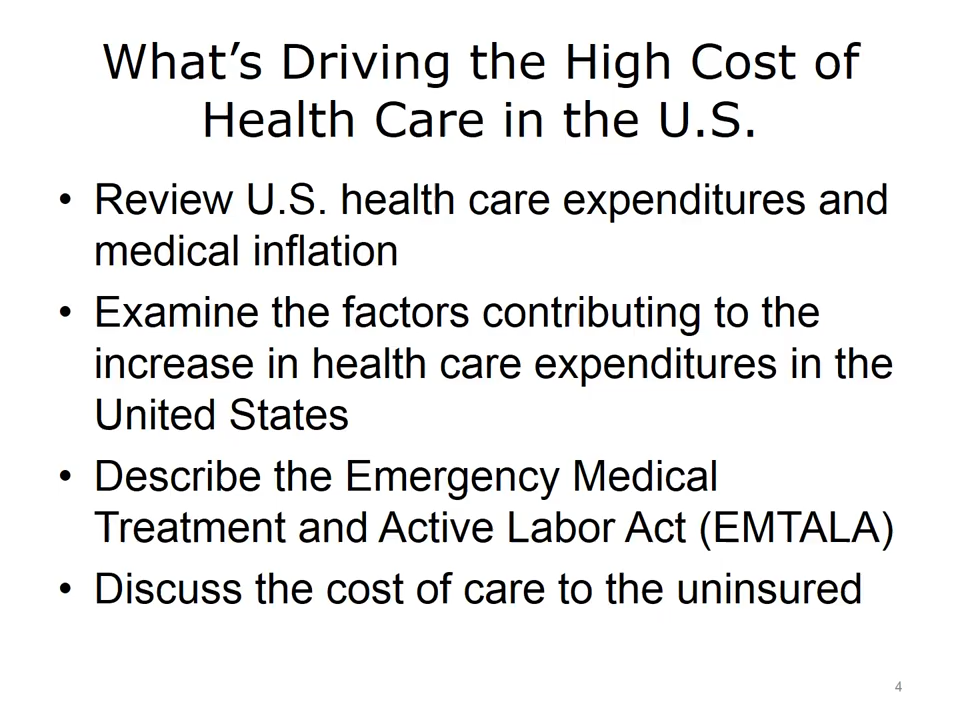 What’s Driving the High Cost of
Health Care in the U.S.
• Review U.S. health care expenditures and
medical inflation
• Examine the factors contributing to the
increase in health care expenditures in the
United States
• Describe the Emergency Medical
Treatment and Active Labor Act (EMTALA)
• Discuss the cost of care to the uninsured
4